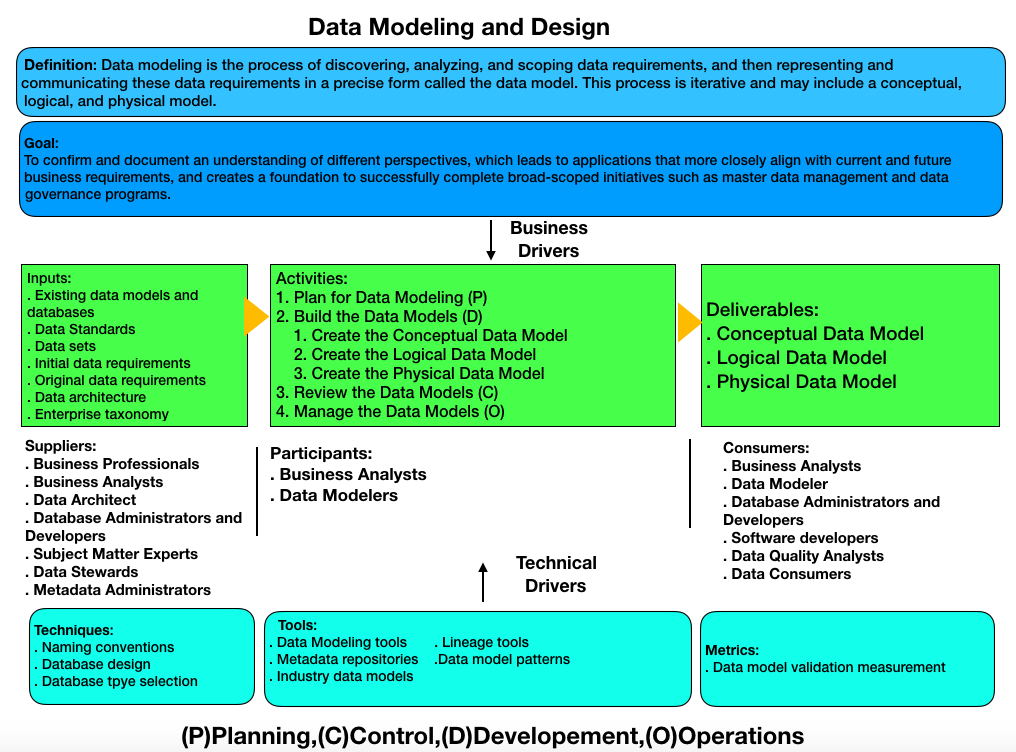 Data Modeling and Design
Definition: Data modeling is the process of discovering, analyzing, and scoping data requirements, and then representing and
communicating these data requirements in a precise form called the data model. This process is iterative and may include a conceptual,
logical, and physical model.
Goal:
To confirm and document an understanding of different perspectives, which leads to applications that more closely align with current and future
business requirements, and creates a foundation to successfully complete broad-scoped initiatives such as master data management and data
governance programs.
Business
Drivers
Inputs:
. Existing data models and
databases
. Data Standards
. Data sets
. Initial data requirements
. Original data requirements
. Data architecture
. Enterprise taxonomy
Activities:
1. Plan for Data Modeling (P)
2. Build the Data Models (D)
1. Create the Conceptual Data Model
2. Create the Logical Data Model
3. Create the Physical Data Model
3. Review the Data Models (C)
4. Manage the Data Models (O)
Deliverables:
. Conceptual Data Model
. Logical Data Model
. Physical Data Model
Suppliers:
. Business Professionals
. Business Analysts
. Data Architect
. Database Administrators and
Developers
. Subject Matter Experts
. Data Stewards
. Metadata Administrators
Participants:
. Business Analysts
. Data Modelers
Consumers:
. Business Analysts
. Data Modeler
. Database Administrators and
Developers
. Software developers
. Data Quality Analysts
. Data Consumers
Technical
Drivers
Techniques:
. Naming conventions
. Database design
. Database tpye selection
Tools:
. Data Modeling tools
. Metadata repositories
. Industry data models
. Lineage tools
.Data model patterns
Metrics:
. Data model validation measurement
(P)Planning,(C)Control,(D)Developement,(O)Operations